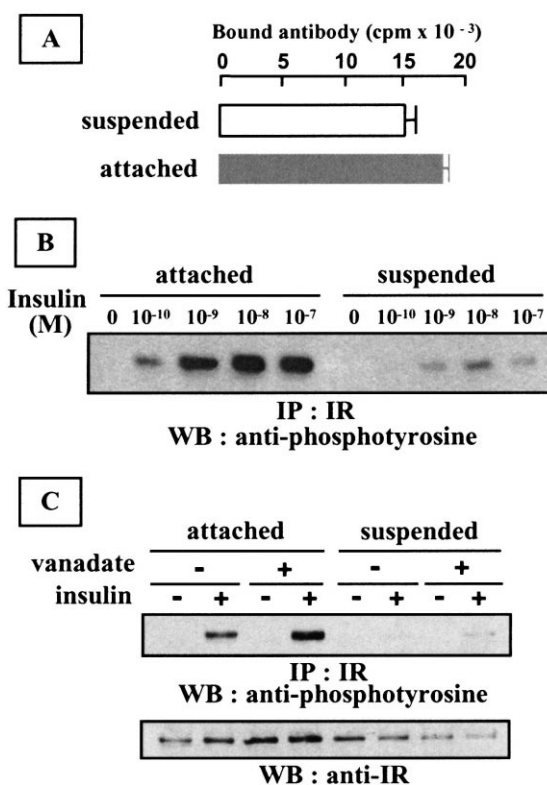 A
Bound antibody (cpm x 10 -3)
0 5 10 15 20
suspended
attached
B
attached suspended
Insulin (M) 0 10-10 10-9 10-8 10-7 0 10-10 10-9 10-8 10-7
IP : IR
WB : anti-phosphotyrosine
C
attached suspended
vanadate - + - +
insulin - + - + - + - +
IP : IR
WB : anti-phosphotyrosine
WB : anti-IR